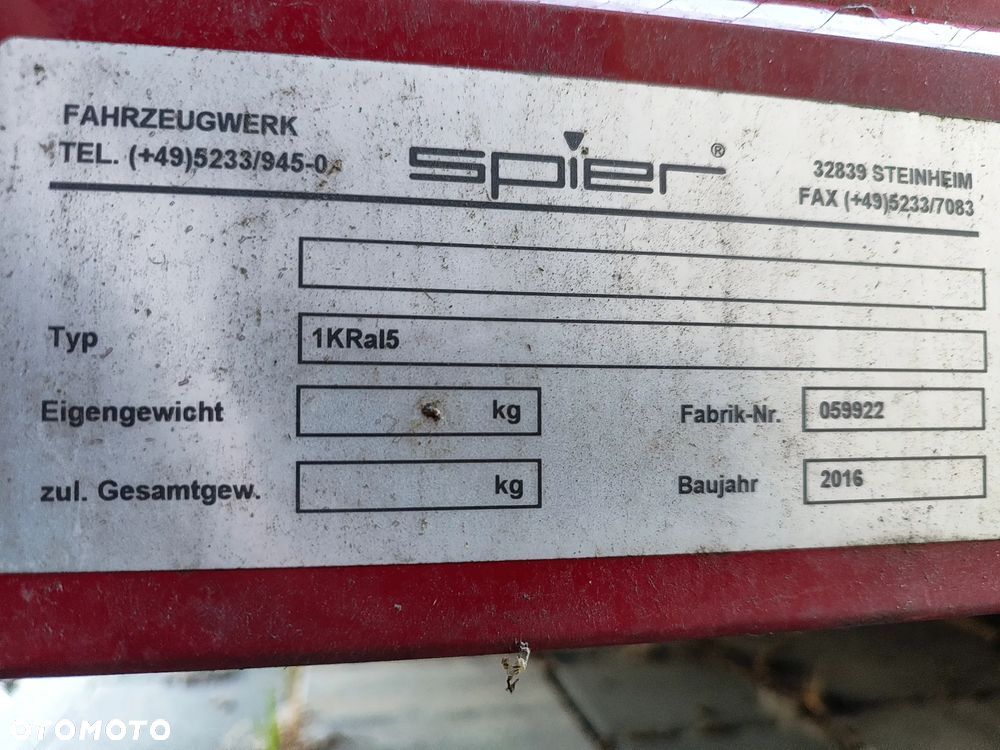 FAHRZEUGWERK
TEL. (+49)5233/945-0
spier®
32839 STEINHEIM
FAX (+49)5233/7083
Typ 1KRal5
Eigengewicht kg Fabrik-Nr. 059922
zul. Gesamtgew. kg Baujahr 2016
OTOMOTO